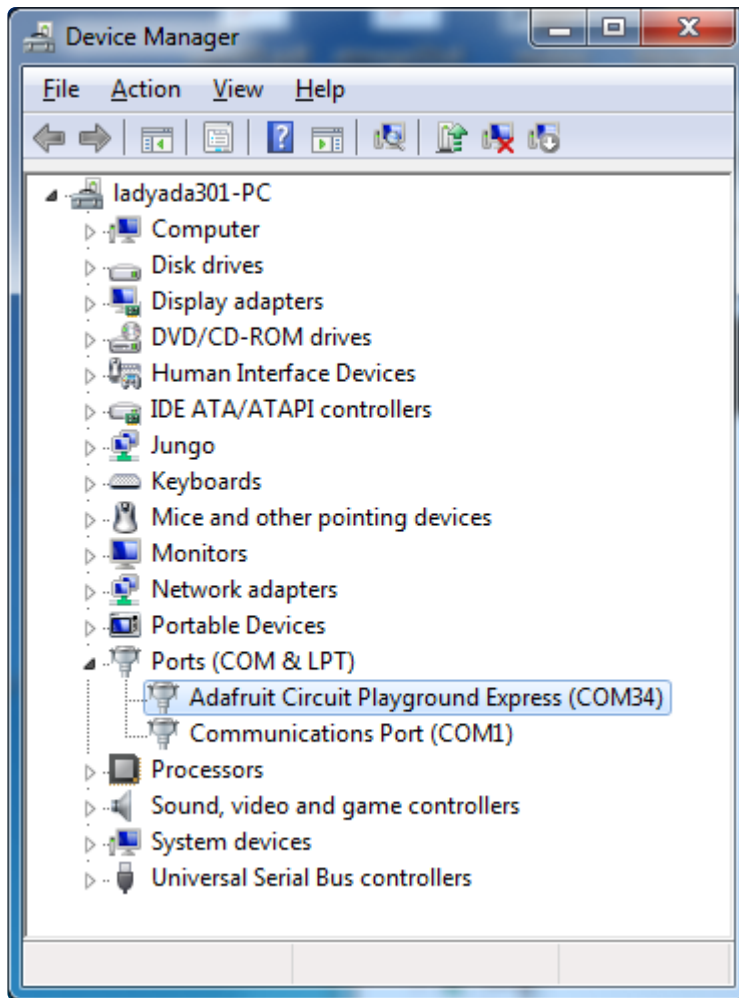 Device Manager
File Action View Help
ladyada301-PC
Computer
Disk drives
Display adapters
DVD/CD-ROM drives
Human Interface Devices
IDE ATA/ATAPI controllers
Jungo
Keyboards
Mice and other pointing devices
Monitors
Network adapters
Portable Devices
Ports (COM & LPT)
Adafruit Circuit Playground Express (COM34)
Communications Port (COM1)
Processors
Sound, video and game controllers
System devices
Universal Serial Bus controllers